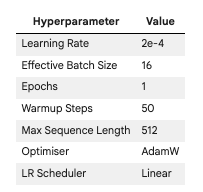 Hyperparameter Value
Learning Rate 2e-4
Effective Batch Size 16
Epochs 1
Warmup Steps 50
Max Sequence Length 512
Optimiser AdamW
LR Scheduler Linear